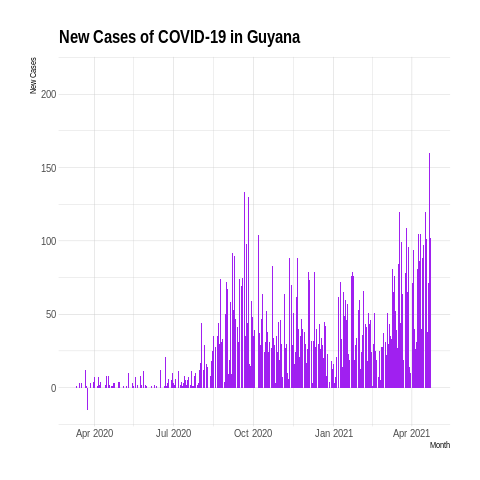 New Cases of COVID-19 in Guyana
New Cases
200
150
100
50
0
Apr 2020
Jul 2020
Oct 2020
Jan 2021
Apr 2021
Month